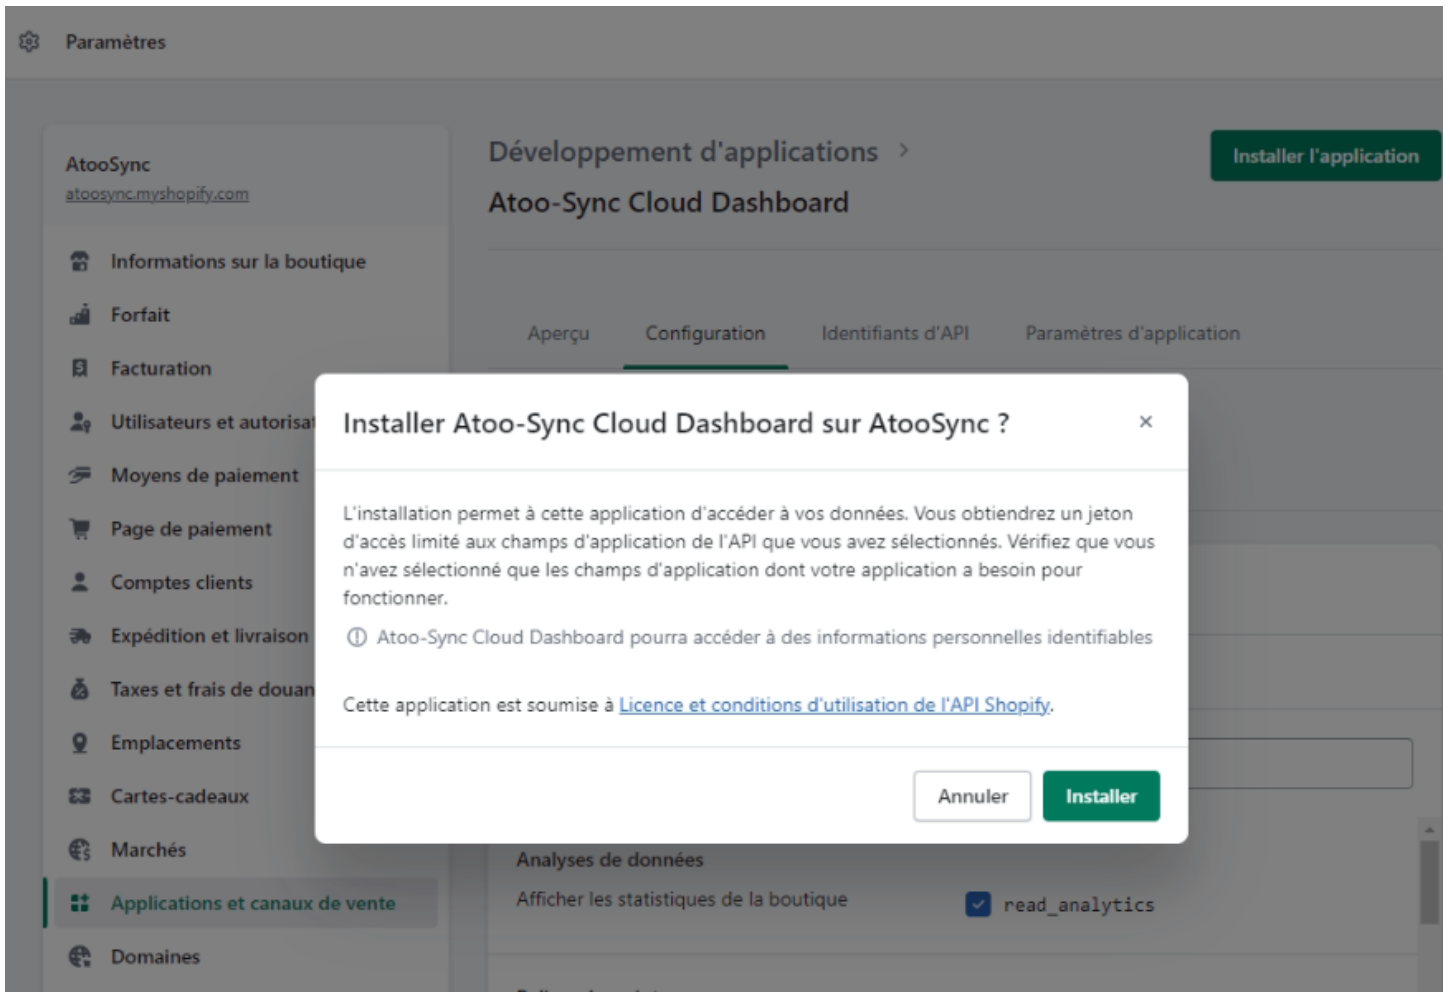 Paramètres
AtooSync
atoosync.myshopify.com
Informations sur la boutique
Forfait
Facturation
Utilisateurs et
Moyens de paiement
Page de paiement
Comptes clients
Expédition et livraison
Taxes et frais de
Emplacements
Cartes-cadeaux
Marchés
Applications et canaux de vente
Domaines
Développement d'applications >
Atoo-Sync Cloud Dashboard
Installer l'application
Aperçu Configuration Identifiants d'API Paramètres d'application
Installer Atoo-Sync Cloud Dashboard sur AtooSync ?
L'installation permet à cette application d'accéder à vos données. Vous obtiendrez un jeton
d'accès limité aux champs d'application de l'API que vous avez sélectionnés. Vérifiez que vous
n'avez sélectionné que les champs d'application dont votre application a besoin pour
fonctionner.
Atoo-Sync Cloud Dashboard pourra accéder à des informations personnelles identifiables
Cette application est soumise à Licence et conditions d'utilisation de l'API Shopify.
Annuler Installer
Analyses de données
Afficher les statistiques de la boutique read_analytics